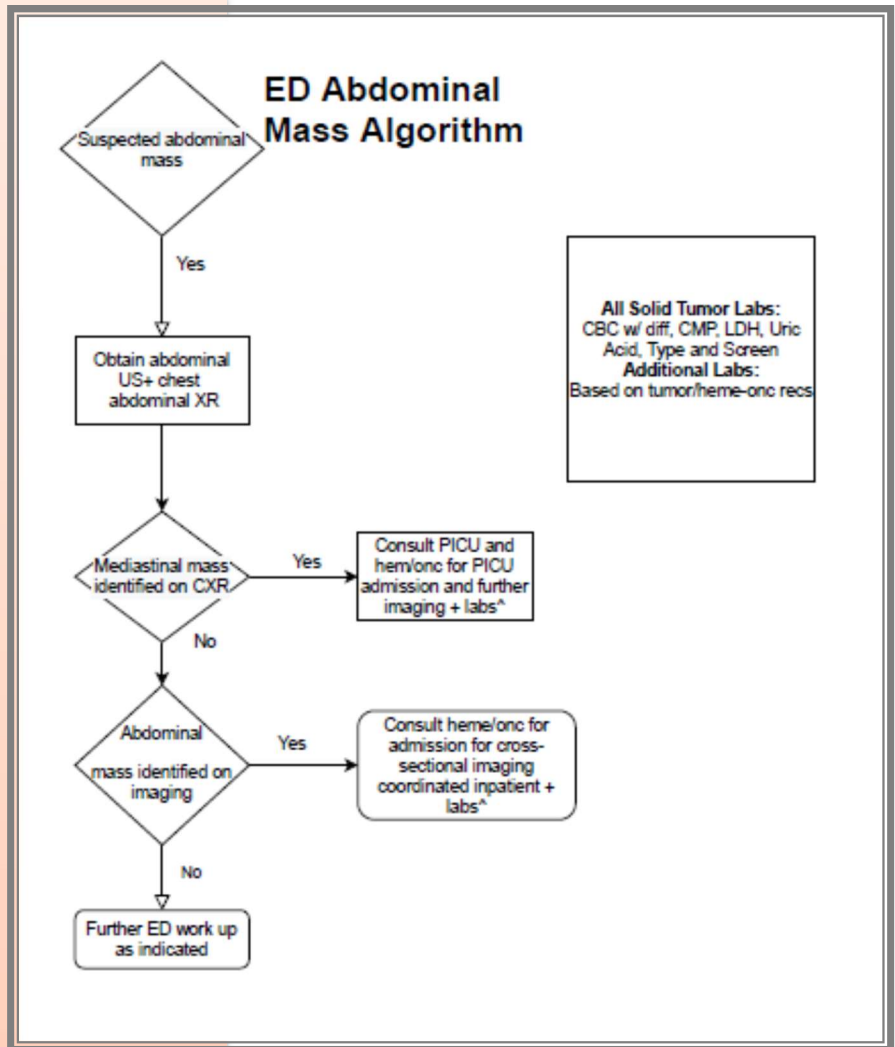 ED Abdominal
Mass Algorithm
Suspected abdominal
mass
Yes
Obtain abdominal
US+ chest
abdominal XR
All Solid Tumor Labs:
CBC w/ diff, CMP, LDH, Uric
Acid, Type and Screen
Additional Labs:
Based on tumor/heme-onc recs
Mediastinal mass
identified on CXR
Yes
Consult PICU and
hem/onc for PICU
admission and further
imaging + labs^
No
Abdominal
mass identified on
imaging
Yes
Consult heme/onc for
admission for cross-
sectional imaging
coordinated inpatient +
labs^
No
Further ED work up
as indicated